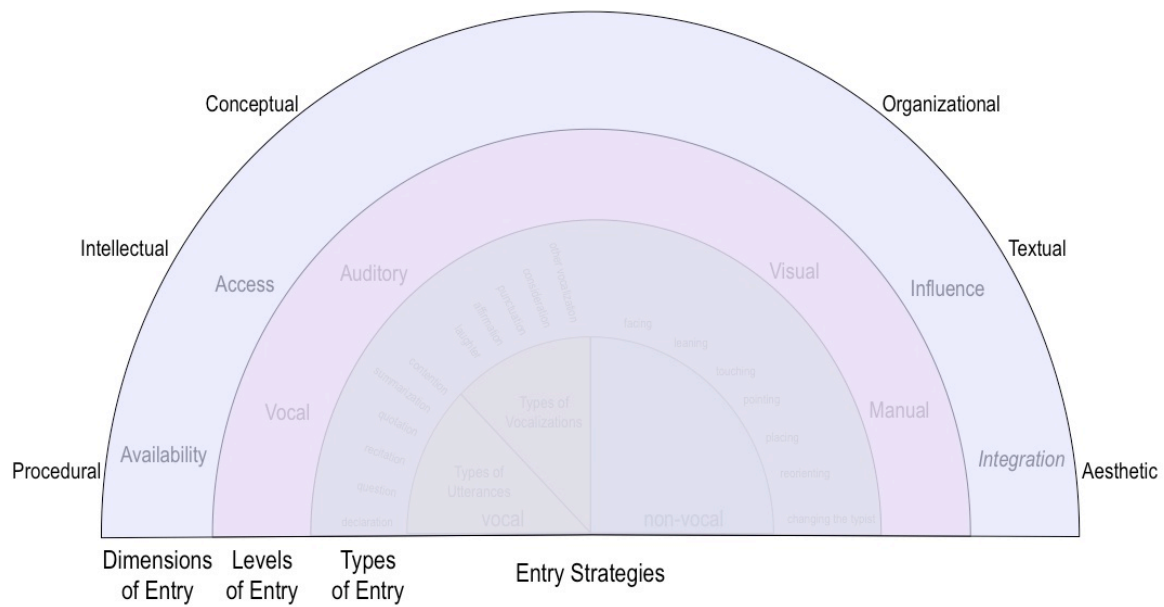 Conceptual
Organizational
Intellectual
Textual
Access
Auditory
Visual
Influence
other vocalization
consideration
punctuation
affirmation
laughter
facing
leaning
touching
pointing
placing
reorienting
changing the typist
contention
summarization
quotation
recitation
question
declaration
Vocal
Manual
Types of
Vocalizations
Types of
Utterances
vocal
non-vocal
Procedural
Availability
Integration
Aesthetic
Dimensions
of Entry
Levels
of Entry
Types
of Entry
Entry Strategies